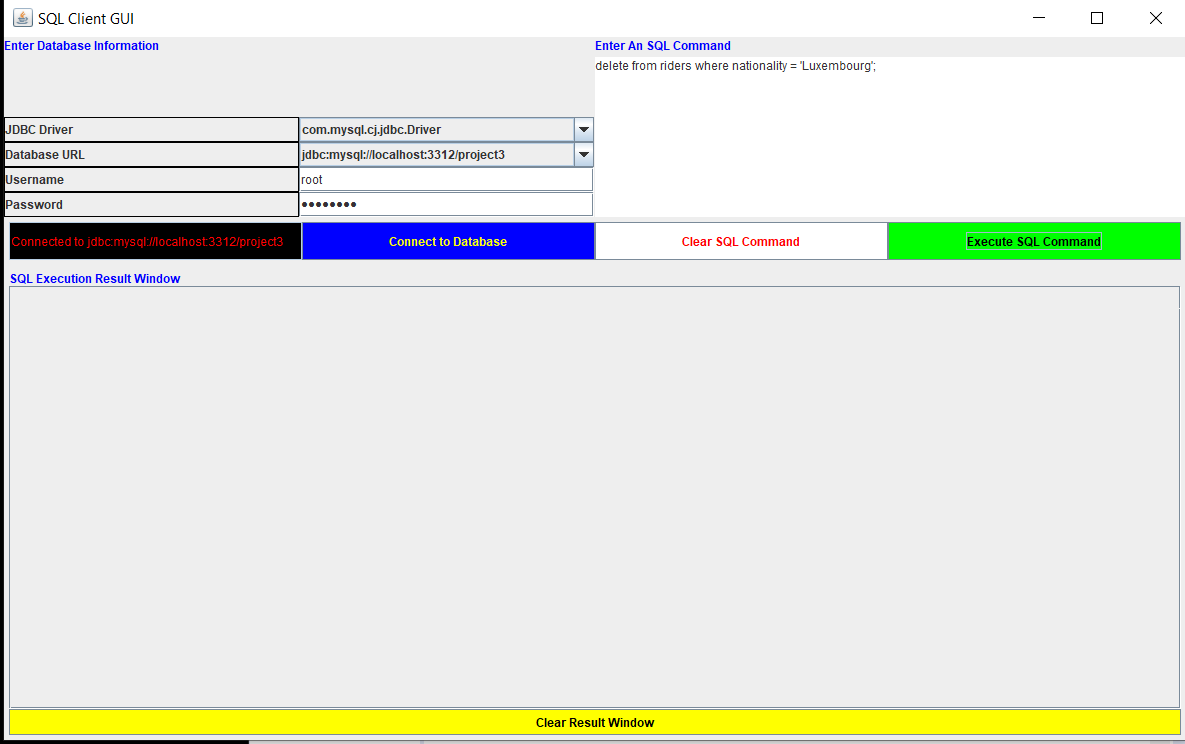 SQL Client GUI
Enter Database Information
Enter An SQL Command
delete from riders where nationality = 'Luxembourg';
JDBC Driver
com.mysql.cj.jdbc.Driver
Database URL
jdbc:mysql://localhost:3312/project3
Username
root
Password
••••••••
Connected to jdbc:mysql://localhost:3312/project3
Connect to Database
Clear SQL Command
Execute SQL Command
SQL Execution Result Window
Clear Result Window